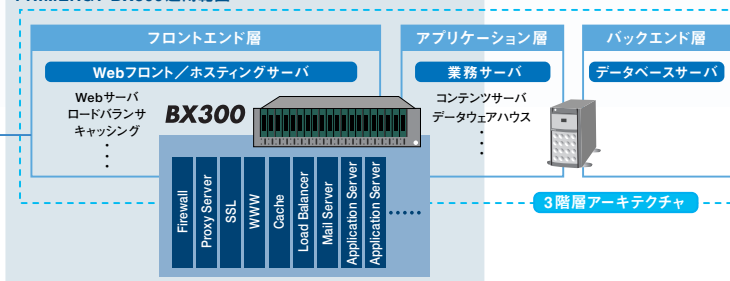 フロントエンド層
アプリケーション層
バックエンド層
Webフロント／ホスティングサーバ
業務サーバ
データベースサーバ
Webサーバ
ロードバランサ
キャッシング
・
・
・
BX300
コンテンツサーバ
データウェアハウス
・
・
・
Firewall
Proxy Server
SSL
WWW
Cache
Load Balancer
Mail Server
Application Server
Application Server
・・・・・
3階層アーキテクチャ